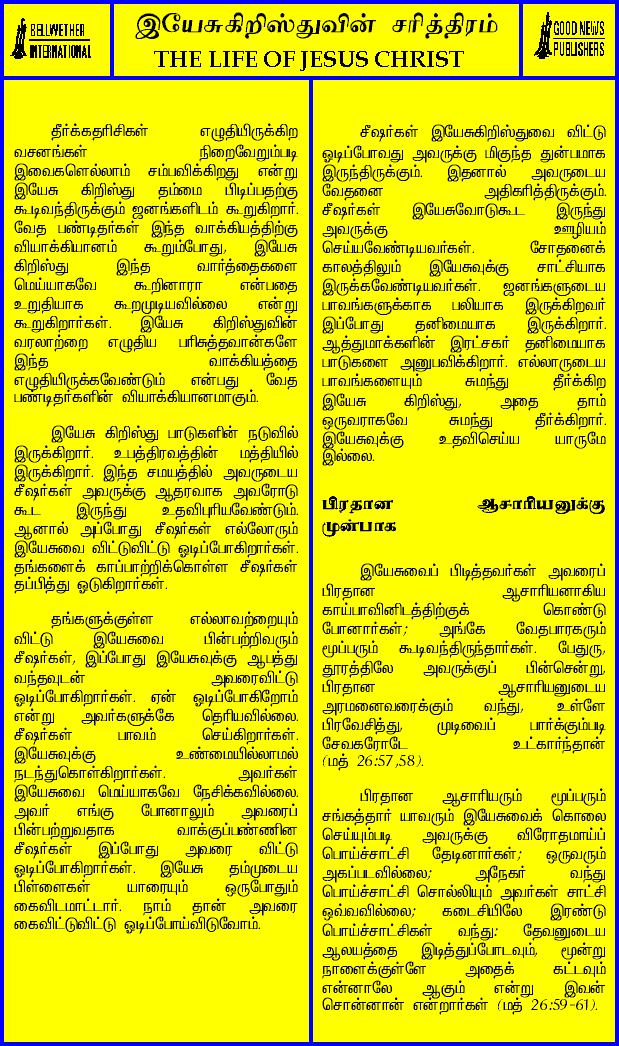 BELLWETHER
INTERNATIONAL
இயேசுகிறிஸ்துவின் சரித்திரம்
THE LIFE OF JESUS CHRIST
GOOD NEWS
PUBLISHERS
தீர்க்கதரிசிகள் எழுதியிருக்கிற
வசனங்கள் நிறைவேறும்படி
இவைகளெல்லாம் சம்பவிக்கிறது என்று
இயேசு கிறிஸ்து தம்மை பிடிப்பதற்கு
கூடிவந்திருக்கும் ஜனங்களிடம் கூறுகிறார்.
வேத பண்டிதர்கள் இந்த வாக்கியத்திற்கு
வியாக்கியானம் கூறும்போது, இயேசு
கிறிஸ்து இந்த வார்த்தைகளை
மெய்யாகவே கூறினாரா என்பதை
உறுதியாக கூறமுடியவில்லை என்று
கூறுகிறார்கள். இயேசு கிறிஸ்துவின்
வரலாற்றை எழுதிய பரிசுத்தவான்களே
இந்த வாக்கியத்தை
எழுதியிருக்கவேண்டும் என்பது வேத
பண்டிதர்களின் வியாக்கியானமாகும்.
இயேசு கிறிஸ்து பாடுகளின் நடுவில்
இருக்கிறார். உபத்திரவத்தின் மத்தியில்
இருக்கிறார். இந்த சமயத்தில் அவருடைய
சீஷர்கள் அவருக்கு ஆதரவாக அவரோடு
கூட இருந்து உதவிபுரியவேண்டும்.
ஆனால் அப்போது சீஷர்கள் எல்லோரும்
இயேசுவை விட்டுவிட்டு ஓடிப்போகிறார்கள்.
தங்களைக் காப்பாற்றிக்கொள்ள சீஷர்கள்
தப்பித்து ஓடுகிறார்கள்.
தங்களுக்குள்ள எல்லாவற்றையும்
விட்டு இயேசுவை பின்பற்றிவரும்
சீஷர்கள், இப்போது இயேசுவுக்கு ஆபத்து
வந்தவுடன் அவரைவிட்டு
ஓடிப்போகிறார்கள். ஏன் ஓடிப்போகிறோம்
என்று அவர்களுக்கே தெரியவில்லை.
சீஷர்கள் பாவம் செய்கிறார்கள்.
இயேசுவுக்கு உண்மையில்லாமல்
நடந்துகொள்கிறார்கள். அவர்கள்
இயேசுவை மெய்யாகவே நேசிக்கவில்லை.
அவர் எங்கு போனாலும் அவரைப்
பின்பற்றுவதாக வாக்குப்பண்ணின
சீஷர்கள் இப்போது அவரை விட்டு
ஓடிப்போகிறார்கள். இயேசு தம்முடைய
பிள்ளைகள் யாரையும் ஒருபோதும்
கைவிடமாட்டார். நாம் தான் அவரை
கைவிட்டுவிட்டு ஓடிப்போய்விடுவோம்.
சீஷர்கள் இயேசுகிறிஸ்துவை விட்டு
ஓடிப்போவது அவருக்கு மிகுந்த துன்பமாக
இருந்திருக்கும். இதனால் அவருடைய
வேதனை அதிகரித்திருக்கும்.
சீஷர்கள் இயேசுவோடுகூட இருந்து
அவருக்கு ஊழியம்
செய்யவேண்டியவர்கள். சோதனைக்
காலத்திலும் இயேசுவுக்கு சாட்சியாக
இருக்கவேண்டியவர்கள். ஜனங்களுடைய
பாவங்களுக்காக பலியாக இருக்கிறவர்
இப்போது தனிமையாக இருக்கிறார்.
ஆத்துமாக்களின் இரட்சகர் தனிமையாக
பாடுகளை அனுபவிக்கிறார். எல்லாருடைய
பாவங்களையும் சுமந்து தீர்க்கிற
இயேசு கிறிஸ்து, அதை தாம்
ஒருவராகவே சுமந்து தீர்க்கிறார்.
இயேசுவுக்கு உதவிசெய்ய யாருமே
இல்லை.
பிரதான ஆசாரியனுக்கு
முன்பாக
இயேசுவைப் பிடித்தவர்கள் அவரைப்
பிரதான ஆசாரியனாகிய
காய்பாவினிடத்திற்குக் கொண்டு
போனார்கள்; அங்கே வேதபாரகரும்
மூப்பரும் கூடிவந்திருந்தார்கள். பேதுரு,
தூரத்திலே அவருக்குப் பின்சென்று,
பிரதான ஆசாரியனுடைய
அரமனைவரைக்கும் வந்து, உள்ளே
பிரவேசித்து, முடிவைப் பார்க்கும்படி
சேவகரோடே உட்கார்ந்தான்
(மத் 26:57,58).
பிரதான ஆசாரியரும் மூப்பரும்
சங்கத்தார் யாவரும் இயேசுவைக் கொலை
செய்யும்படி அவருக்கு விரோதமாய்ப்
பொய்ச்சாட்சி தேடினார்கள்; ஒருவரும்
அகப்படவில்லை; அநேகர் வந்து
பொய்ச்சாட்சி சொல்லியும் அவர்கள் சாட்சி
ஒவ்வவில்லை; கடைசியிலே இரண்டு
பொய்ச்சாட்சிகள் வந்து: தேவனுடைய
ஆலயத்தை இடித்துப்போடவும், மூன்று
நாளைக்குள்ளே அதைக் கட்டவும்
என்னாலே ஆகும் என்று இவன்
சொன்னான் என்றார்கள் (மத் 26:59-61).